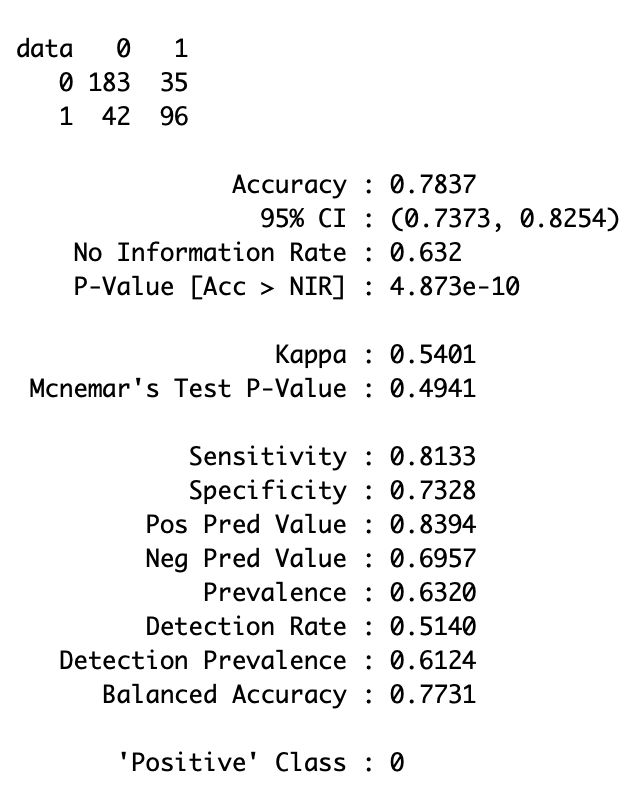 data 0 1
0 183 35
1 42 96
Accuracy : 0.7837
95% CI : (0.7373, 0.8254)
No Information Rate : 0.632
P-Value [Acc > NIR] : 4.873e-10
Kappa : 0.5401
Mcnemar's Test P-Value : 0.4941
Sensitivity : 0.8133
Specificity : 0.7328
Pos Pred Value : 0.8394
Neg Pred Value : 0.6957
Prevalence : 0.6320
Detection Rate : 0.5140
Detection Prevalence : 0.6124
Balanced Accuracy : 0.7731
'Positive' Class : 0